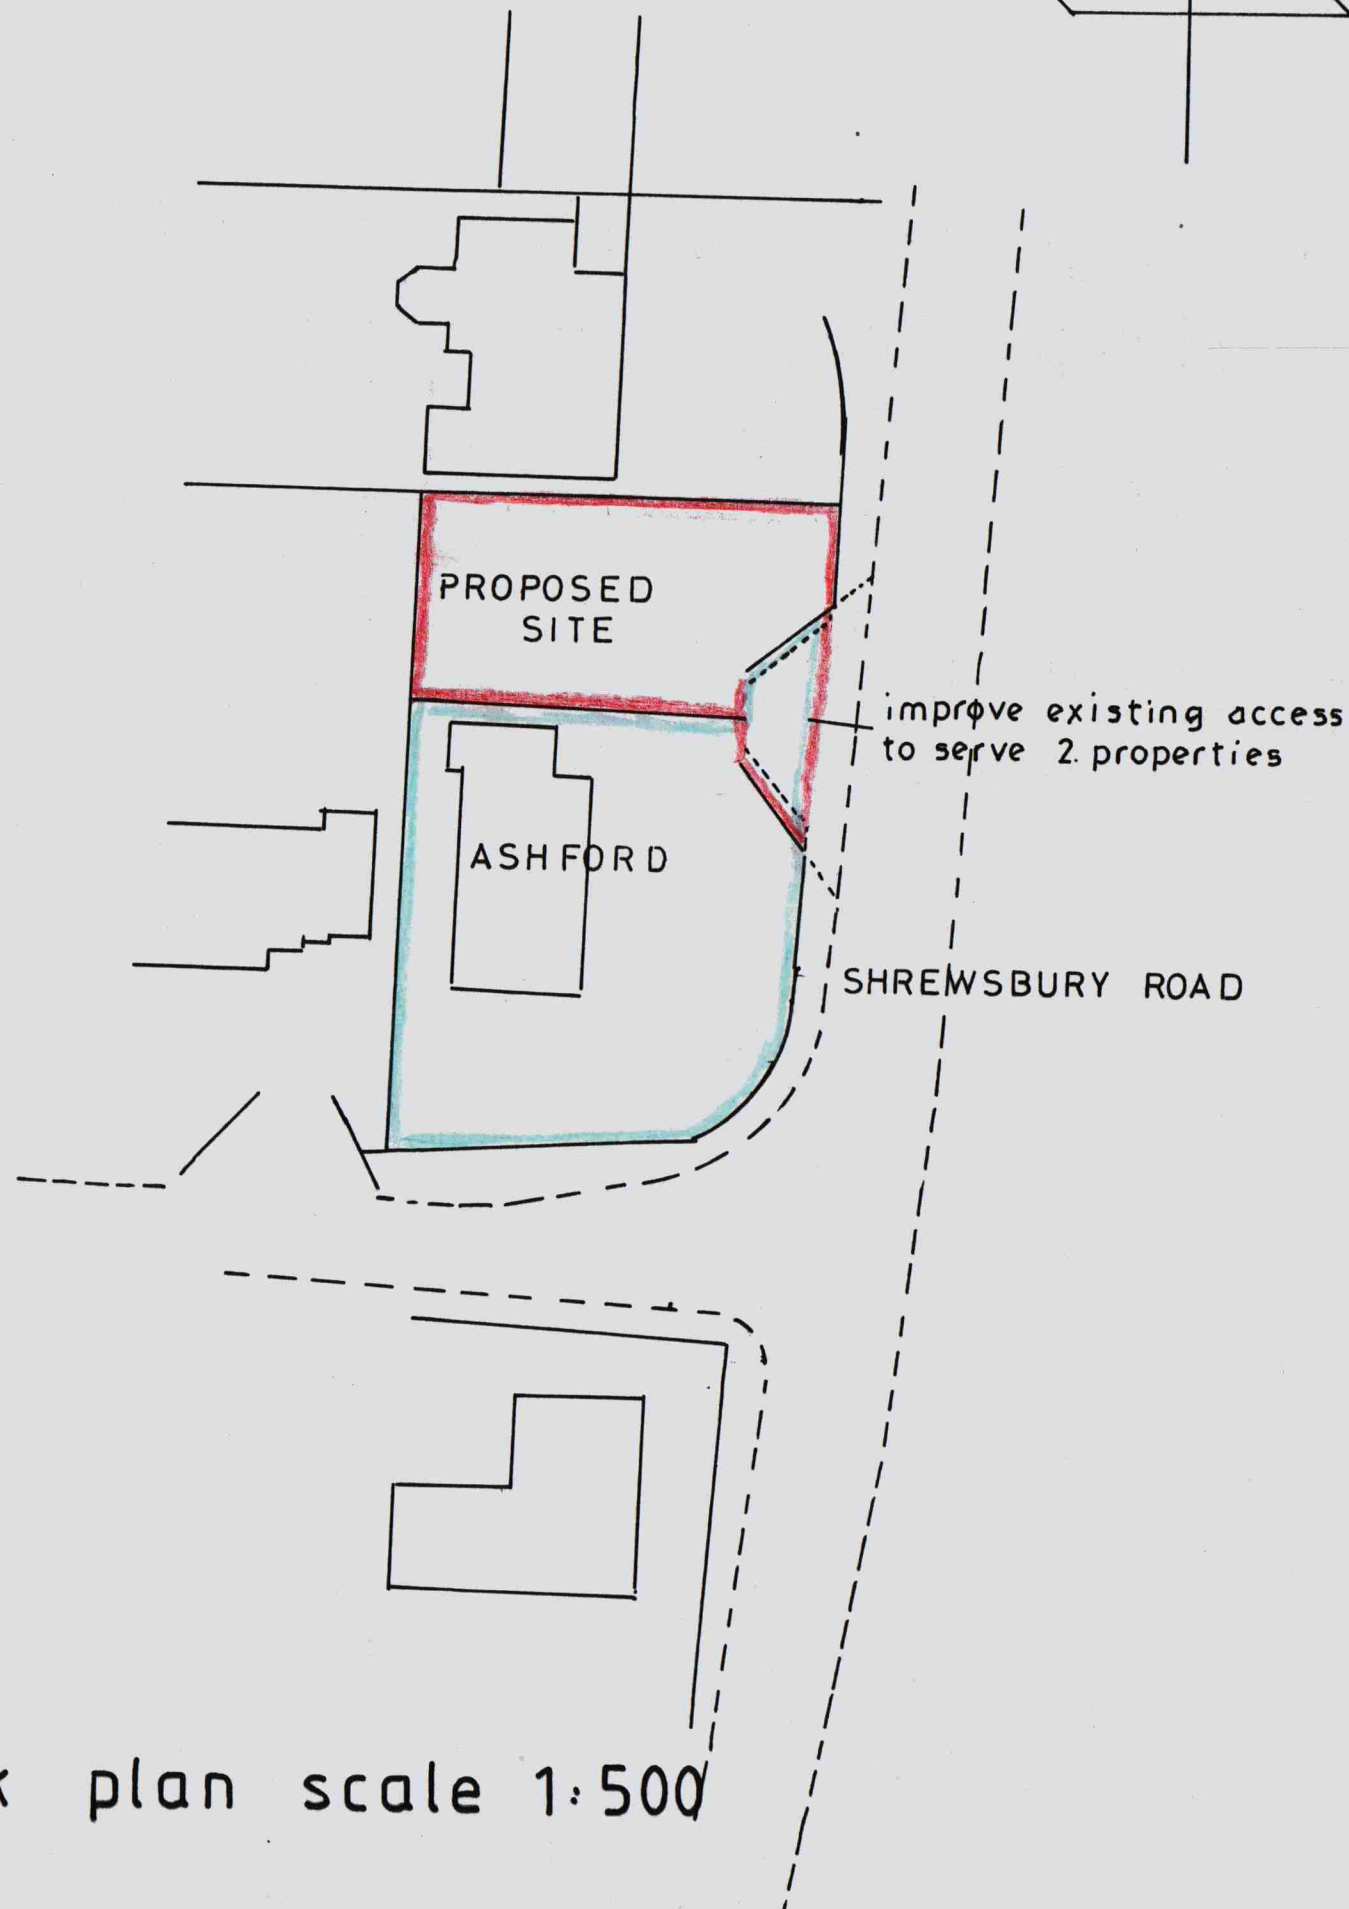 PROPOSED
SITE
improve existing access
to serve 2. properties
ASHFORD
SHREWSBURY ROAD
plan scale 1:500